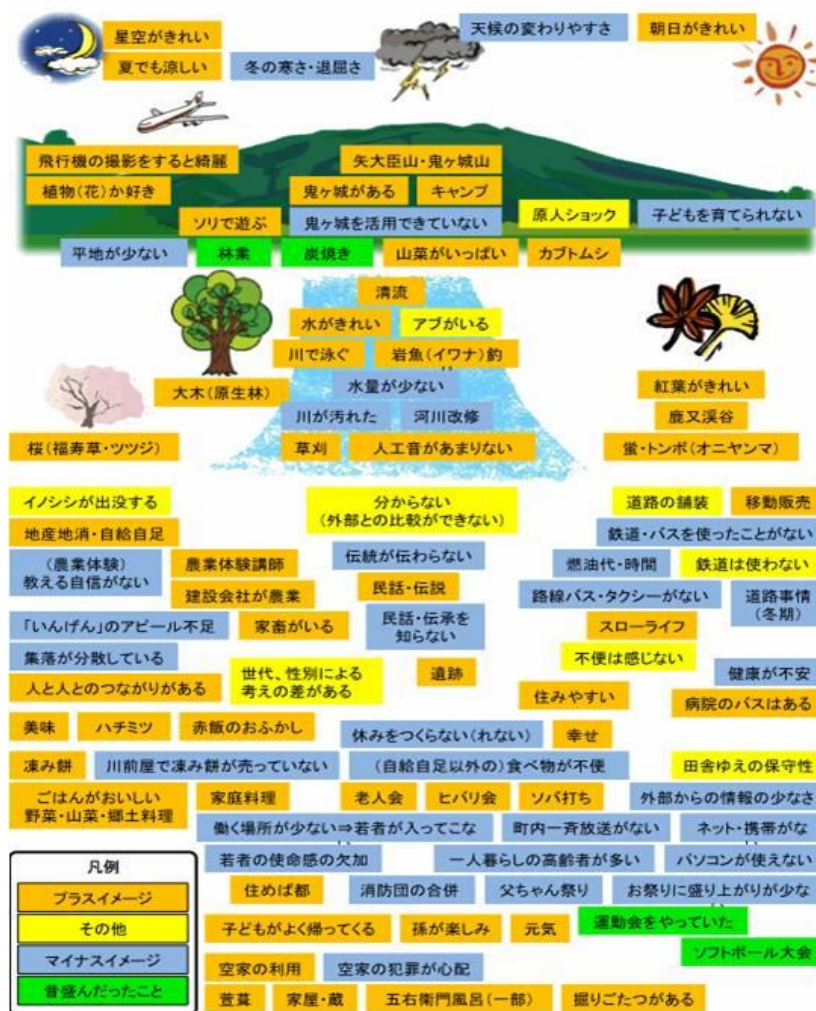 星空がきれい
天候の変わりやすさ
朝日がきれい
夏でも涼しい
冬の寒さ・退屈さ
飛行機の撮影をすると綺麗
矢大臣山・鬼ヶ城山
植物(花)か好き
鬼ヶ城がある
キャンプ
ソリで遊ぶ
鬼ヶ城を活用できていない
原人ショック
子どもを育てられない
平地が少ない
林業
炭焼き
山菜がいっぱい
カブトムシ
清流
水がきれい
アブがいる
川で泳ぐ
岩魚(イワナ)釣
大木(原生林)
水量が少ない
紅葉がきれい
川が汚れた
河川改修
鹿又渓谷
桜(福寿草・ツツジ)
草刈
人工音があまりない
蛍・トンボ(オニヤンマ)
イノシシが出没する
分からない
(外部との比較ができない)
道路の舗装
移動販売
地産地消・自給自足
鉄道・バスを使ったことがない
(農業体験)
教える自信がない
農業体験講師
伝統が伝わらない
燃油代・時間
鉄道は使わない
建設会社が農業
民話・伝説
路線バス・タクシーがない
道路事情
(冬期)
「いんげん」のアピール不足
家畜がいる
民話・伝承を
知らない
スローライフ
集落が分散している
世代、性別による
考えの差がある
遺跡
不便は感じない
健康が不安
人と人とのつながりがある
住みやすい
病院のバスはある
美味
ハチミツ
赤飯のおふかし
休みをつくらない(れない)
幸せ
凍み餅
川前屋で凍み餅が売っていない
(自給自足以外の)食べ物が不便
田舎ゆえの保守性
ごはんがおいしい
野菜・山菜・郷土料理
家庭料理
老人会
ヒバリ会
ソバ打ち
外部からの情報の少なさ
働く場所が少ない⇒若者が入ってこな
町内一斉放送がない
ネット・携帯がな
若者の使命感の欠加
一人暮らしの高齢者が多い
パソコンが使えない
住めば都
消防団の合併
父ちゃん祭り
お祭りに盛り上がりが少な
子どもがよく帰ってくる
孫が楽しみ
元気
運動会をやっていた
ソフトボール大会
空家の利用
空家の犯罪が心配
萱葺
家屋・蔵
五右衛門風呂(一部)
掘りごたつがある
凡例
プラスイメージ
その他
マイナスイメージ
昔盛んだったこと